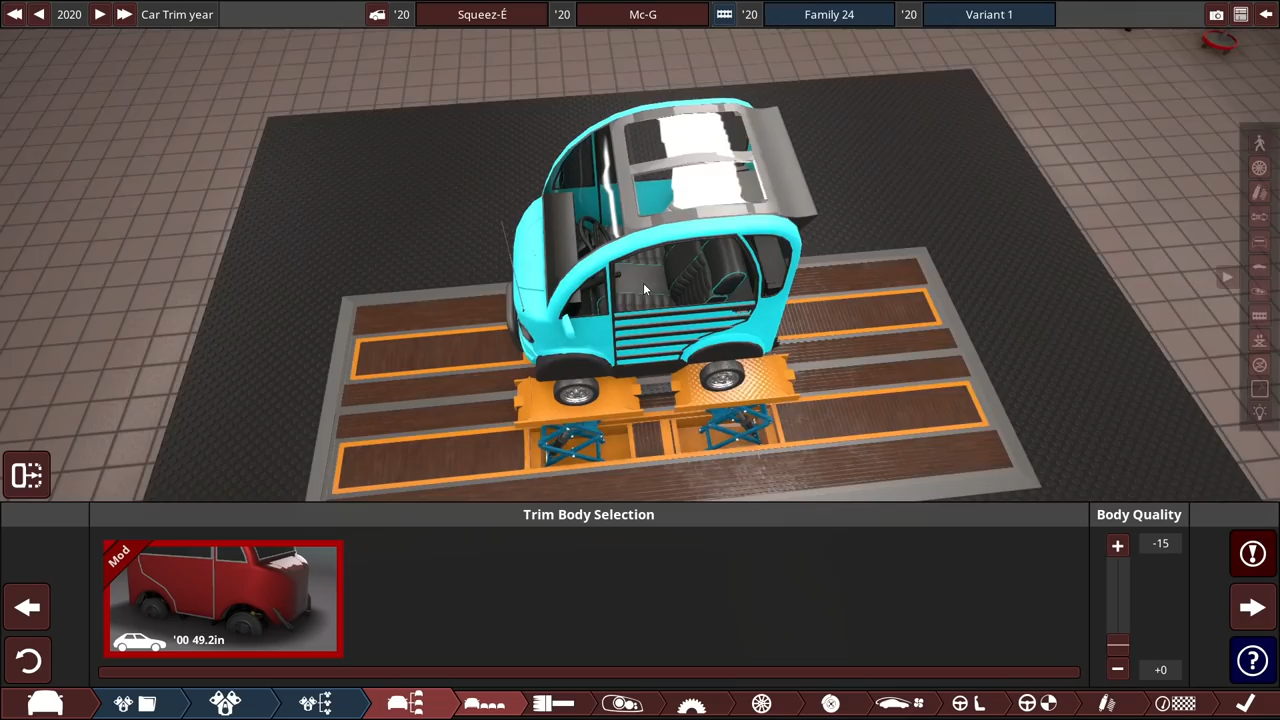 2020 Car Trim year '20 Squeez-É '20 Mc-G '20 Family 24 '20 Variant 1
Trim Body Selection
Body Quality
Mod
'00 49.2in
-15
+0